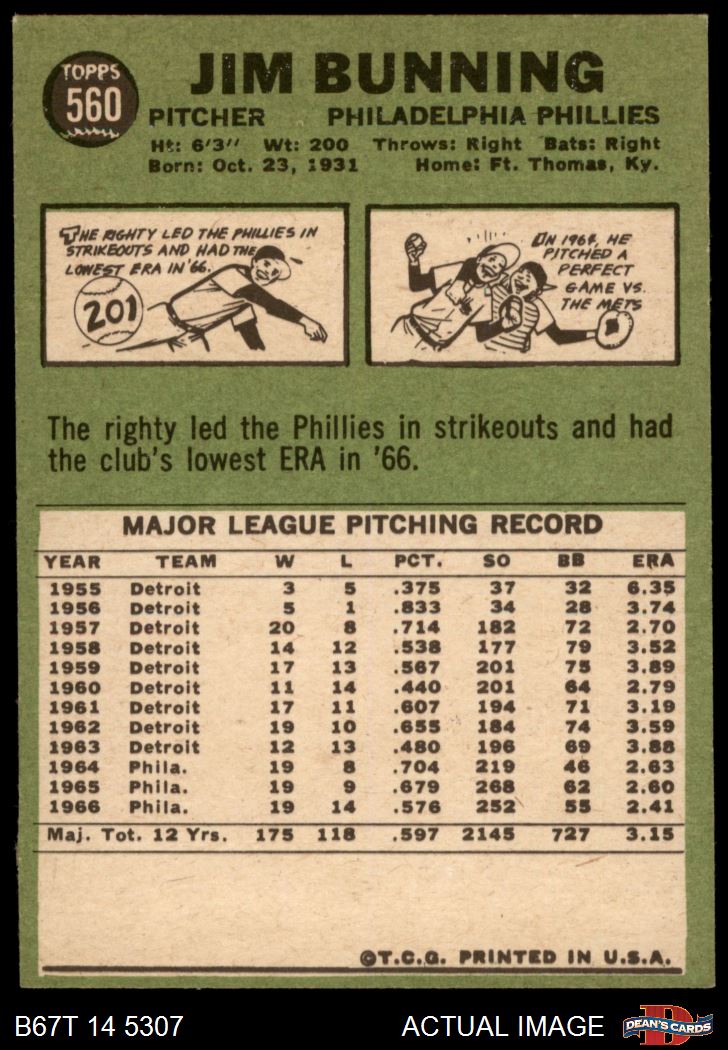 TOPPS
560
JIM BUNNING
PITCHER PHILADELPHIA PHILLIES
Ht: 6'3" Wt: 200 Throws: Right Bats: Right
Born: Oct. 23, 1931 Home: Ft. Thomas, Ky.
THE RIGHTY LED THE PHILLIES IN
STRIKEOUTS AND HAD THE
LOWEST ERA IN '66.
201
IN 1964, HE
PITCHED A
PERFECT
GAME VS.
THE METS
The righty led the Phillies in strikeouts and had
the club's lowest ERA in '66.
MAJOR LEAGUE PITCHING RECORD
YEAR TEAM W L PCT. SO BB ERA
1955 Detroit 3 5 .375 37 32 6.35
1956 Detroit 5 1 .833 34 28 3.74
1957 Detroit 20 8 .714 182 72 2.70
1958 Detroit 14 12 .538 177 79 3.52
1959 Detroit 17 13 .567 201 75 3.89
1960 Detroit 11 14 .440 201 64 2.79
1961 Detroit 17 11 .607 194 71 3.19
1962 Detroit 19 10 .655 184 74 3.59
1963 Detroit 12 13 .480 196 69 3.88
1964 Phila. 19 8 .704 219 46 2.63
1965 Phila. 19 9 .679 268 62 2.60
1966 Phila. 19 14 .576 252 55 2.41
Maj. Tot. 12 Yrs. 175 118 .597 2145 727 3.15
©T.C.G. PRINTED IN U.S.A.
B67T 14 5307 ACTUAL IMAGE
D
DEAN'S CARDS